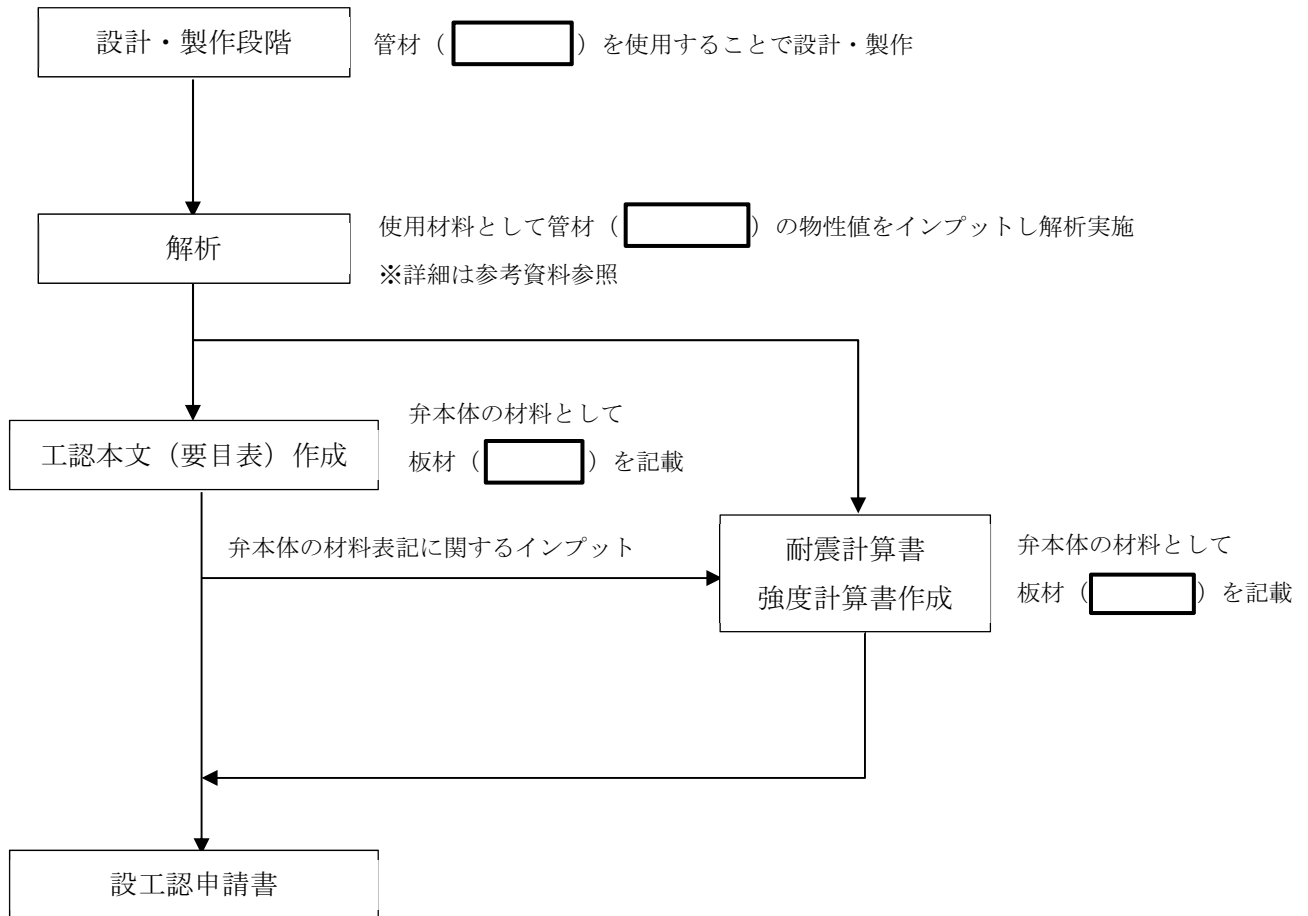 設計・製作段階
管材（ ）を使用することで設計・製作
解析
使用材料として管材（ ）の物性値をインプットし解析実施
※詳細は参考資料参照
工認本文（要目表）作成
弁本体の材料として
板材（ ）を記載
弁本体の材料表記に関するインプット
耐震計算書
強度計算書作成
弁本体の材料として
板材（ ）を記載
設工認申請書